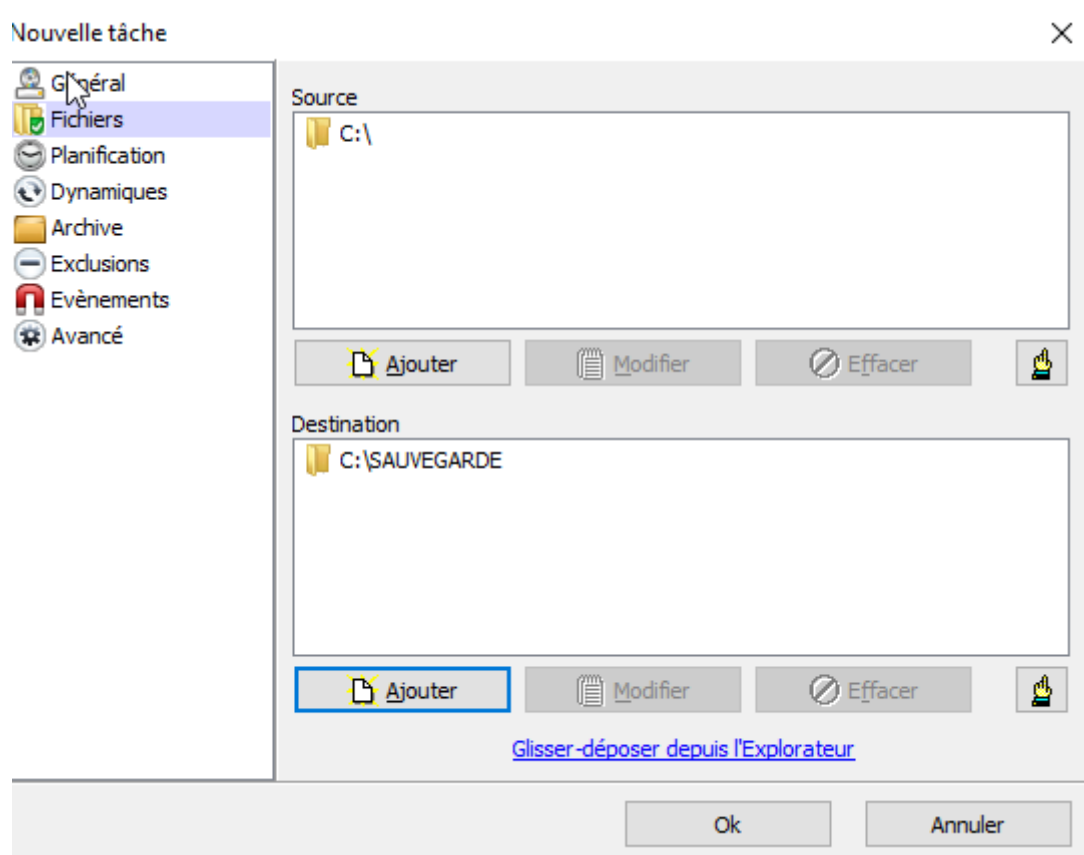 Nouvelle tâche
Général
Fichiers
Planification
Dynamiques
Archive
Exclusions
Evènements
Avancé
Source
C:\
Ajouter
Modifier
Effacer
Destination
C:\SAUVEGARDE
Ajouter
Modifier
Effacer
Glisser-déposer depuis l'Explorateur
Ok
Annuler